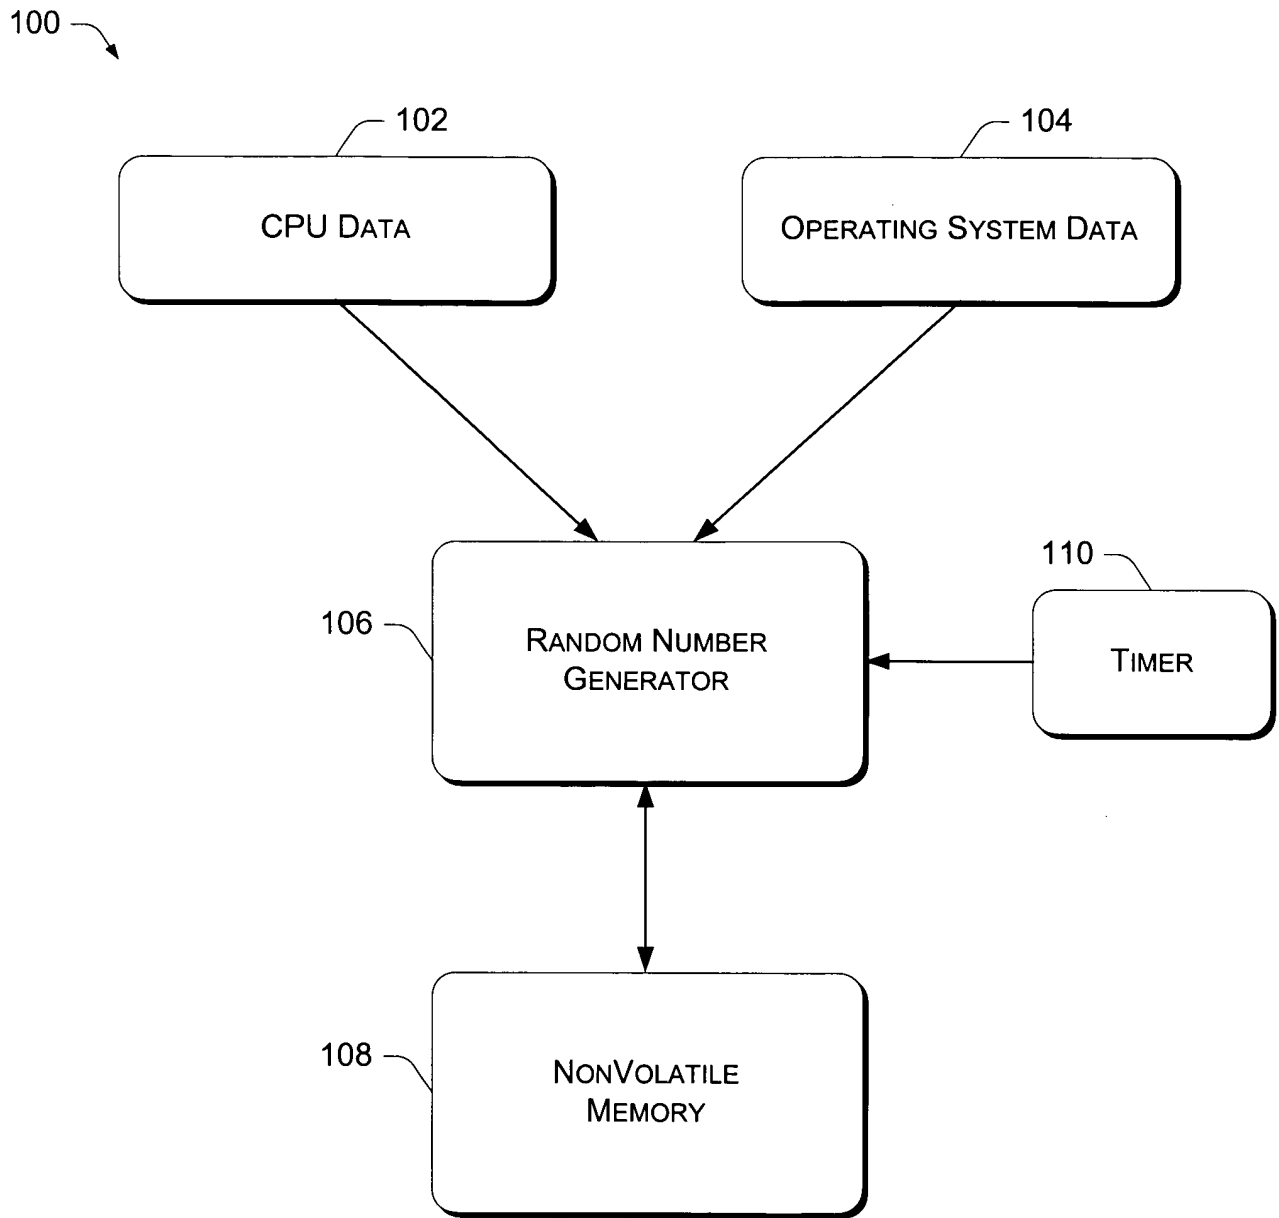 100
102
104
CPU DATA
OPERATING SYSTEM DATA
110
106
RANDOM NUMBER
GENERATOR
TIMER
108
NONVOLATILE
MEMORY